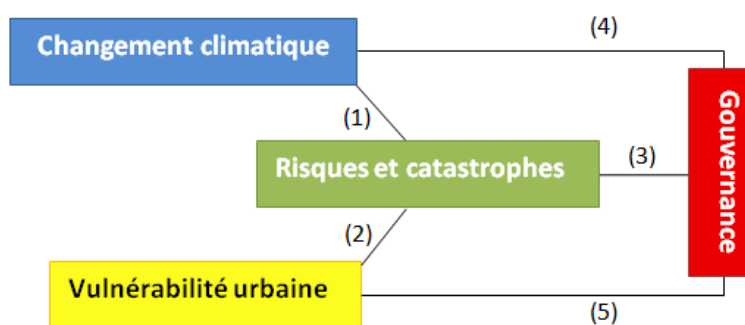 Changement climatique
(4)
(1)
Risques et catastrophes
(3)
Gouvernance
(2)
Vulnérabilité urbaine
(5)